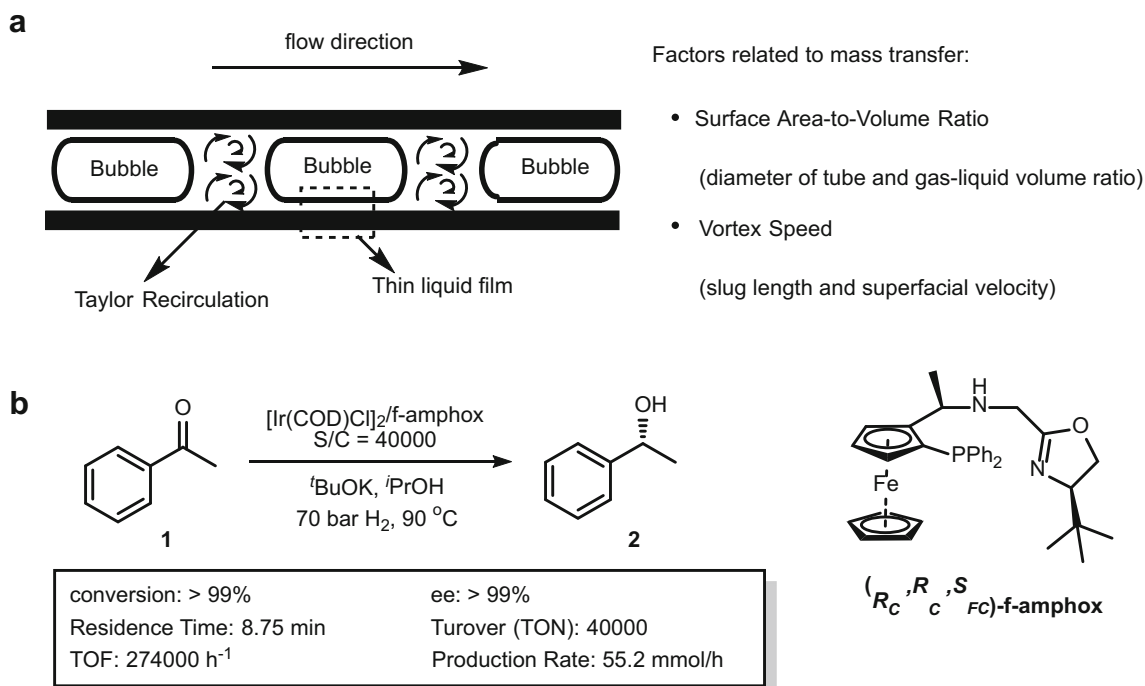 a
flow direction
Bubble
Bubble
Bubble
Taylor Recirculation
Thin liquid film
Factors related to mass transfer:
• Surface Area-to-Volume Ratio
(diameter of tube and gas-liquid volume ratio)
• Vortex Speed
(slug length and superfacial velocity)
b
O
1
[Ir(COD)Cl]2/f-amphox
S/C = 40000
tBuOK, iPrOH
70 bar H2, 90 °C
OH
2
H
N
O
N
PPh2
Fe
(RC,RC,SFC)-f-amphox
conversion: > 99%
ee: > 99%
Residence Time: 8.75 min
Turover (TON): 40000
TOF: 274000 h-1
Production Rate: 55.2 mmol/h